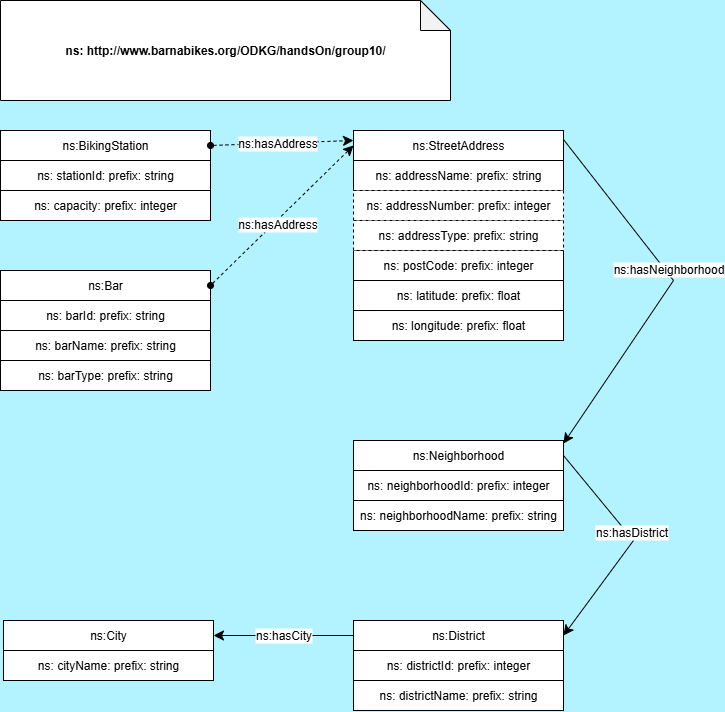 ns: http://www.barnabikes.org/ODKG/handsOn/group10/
ns:BikingStation
ns: stationId: prefix: string
ns: capacity: prefix: integer
ns:hasAddress
ns:hasAddress
ns:Bar
ns: barId: prefix: string
ns: barName: prefix: string
ns: barType: prefix: string
ns:StreetAddress
ns: addressName: prefix: string
ns: addressNumber: prefix: integer
ns: addressType: prefix: string
ns: postCode: prefix: integer
ns: latitude: prefix: float
ns: longitude: prefix: float
ns:hasNeighborhood
ns:Neighborhood
ns: neighborhoodId: prefix: integer
ns: neighborhoodName: prefix: string
ns:hasDistrict
ns:District
ns: districtId: prefix: integer
ns: districtName: prefix: string
ns:hasCity
ns:City
ns: cityName: prefix: string